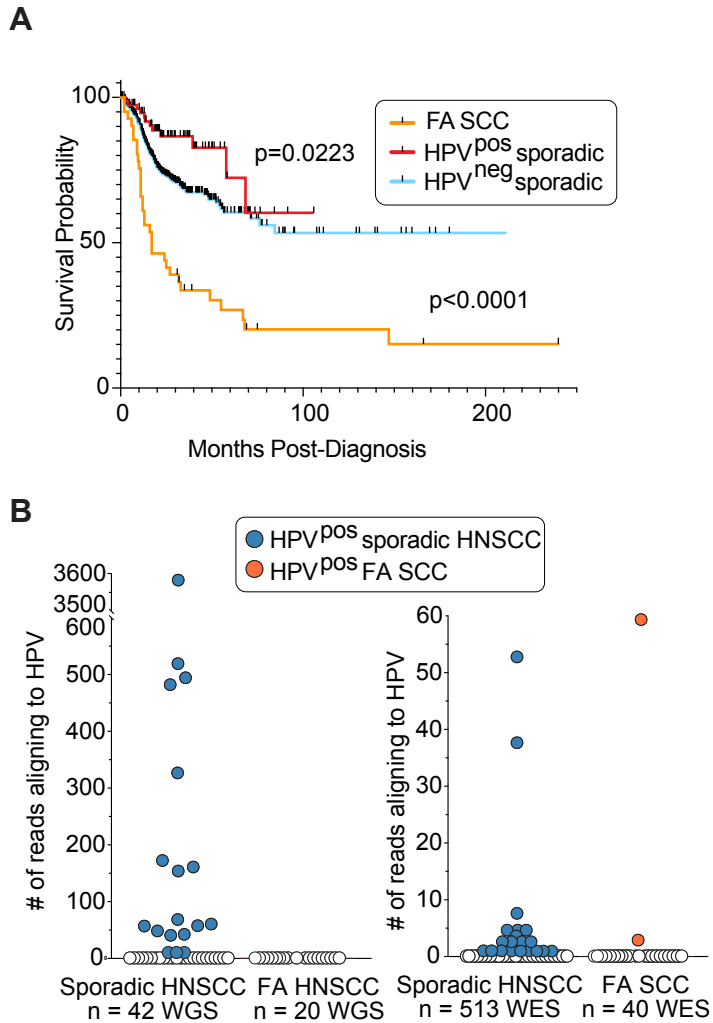 A
100
50
0
Survival Probability
0
100
200
Months Post-Diagnosis
FA SCC
HPVpos sporadic
HPVneg sporadic
p=0.0223
p<0.0001
B
HPVpos sporadic HNSCC
HPVpos FA SCC
# of reads aligning to HPV
3600
3500
600
500
400
300
200
100
0
Sporadic HNSCC
n = 42 WGS
FA HNSCC
n = 20 WGS
# of reads aligning to HPV
60
50
40
30
20
10
0
Sporadic HNSCC
n = 513 WES
FA SCC
n = 40 WES